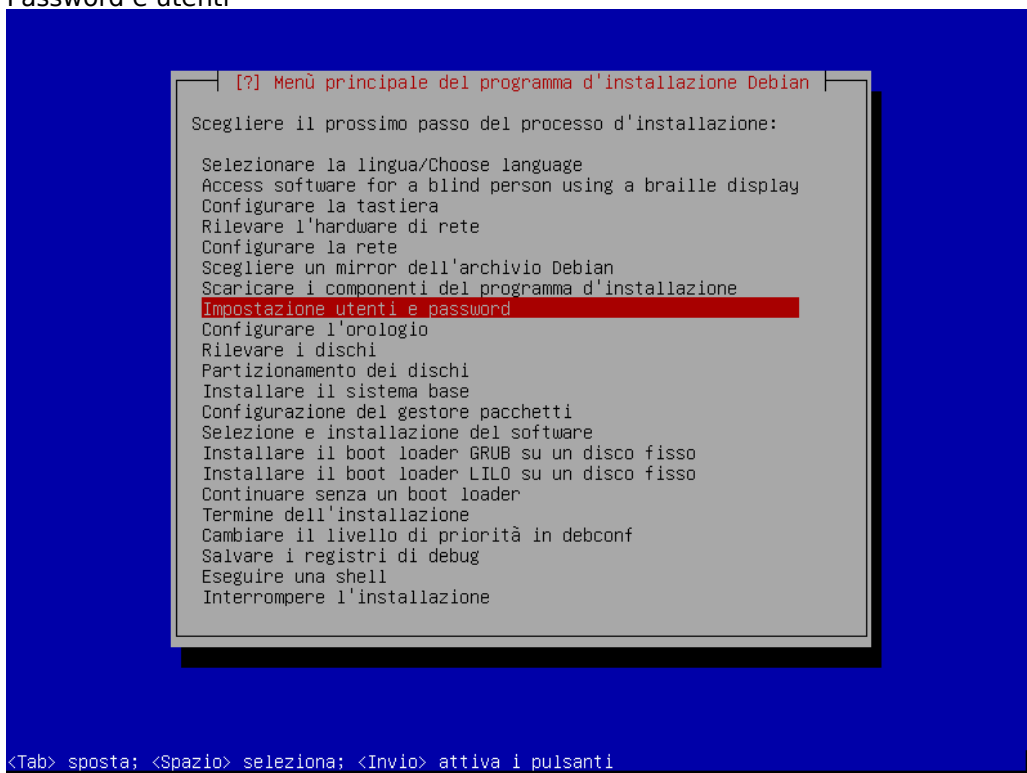 Password e utenti
[?] Menù principale del programma d'installazione Debian
Scegliere il prossimo passo del processo d'installazione:
Selezionare la lingua/Choose language
Access software for a blind person using a braille display
Configurare la tastiera
Rilevare l'hardware di rete
Configurare la rete
Scegliere un mirror dell'archivio Debian
Scaricare i componenti del programma d'installazione
Impostazione utenti e password
Configurare l'orologio
Rilevare i dischi
Partizionamento dei dischi
Installare il sistema base
Configurazione del gestore pacchetti
Selezione e installazione del software
Installare il boot loader GRUB su un disco fisso
Installare il boot loader LILO su un disco fisso
Continuare senza un boot loader
Termine dell'installazione
Cambiare il livello di priorità in debconf
Salvare i registri di debug
Eseguire una shell
Interrompere l'installazione
<Tab> sposta; <Spazio> seleziona; <Invio> attiva i pulsanti